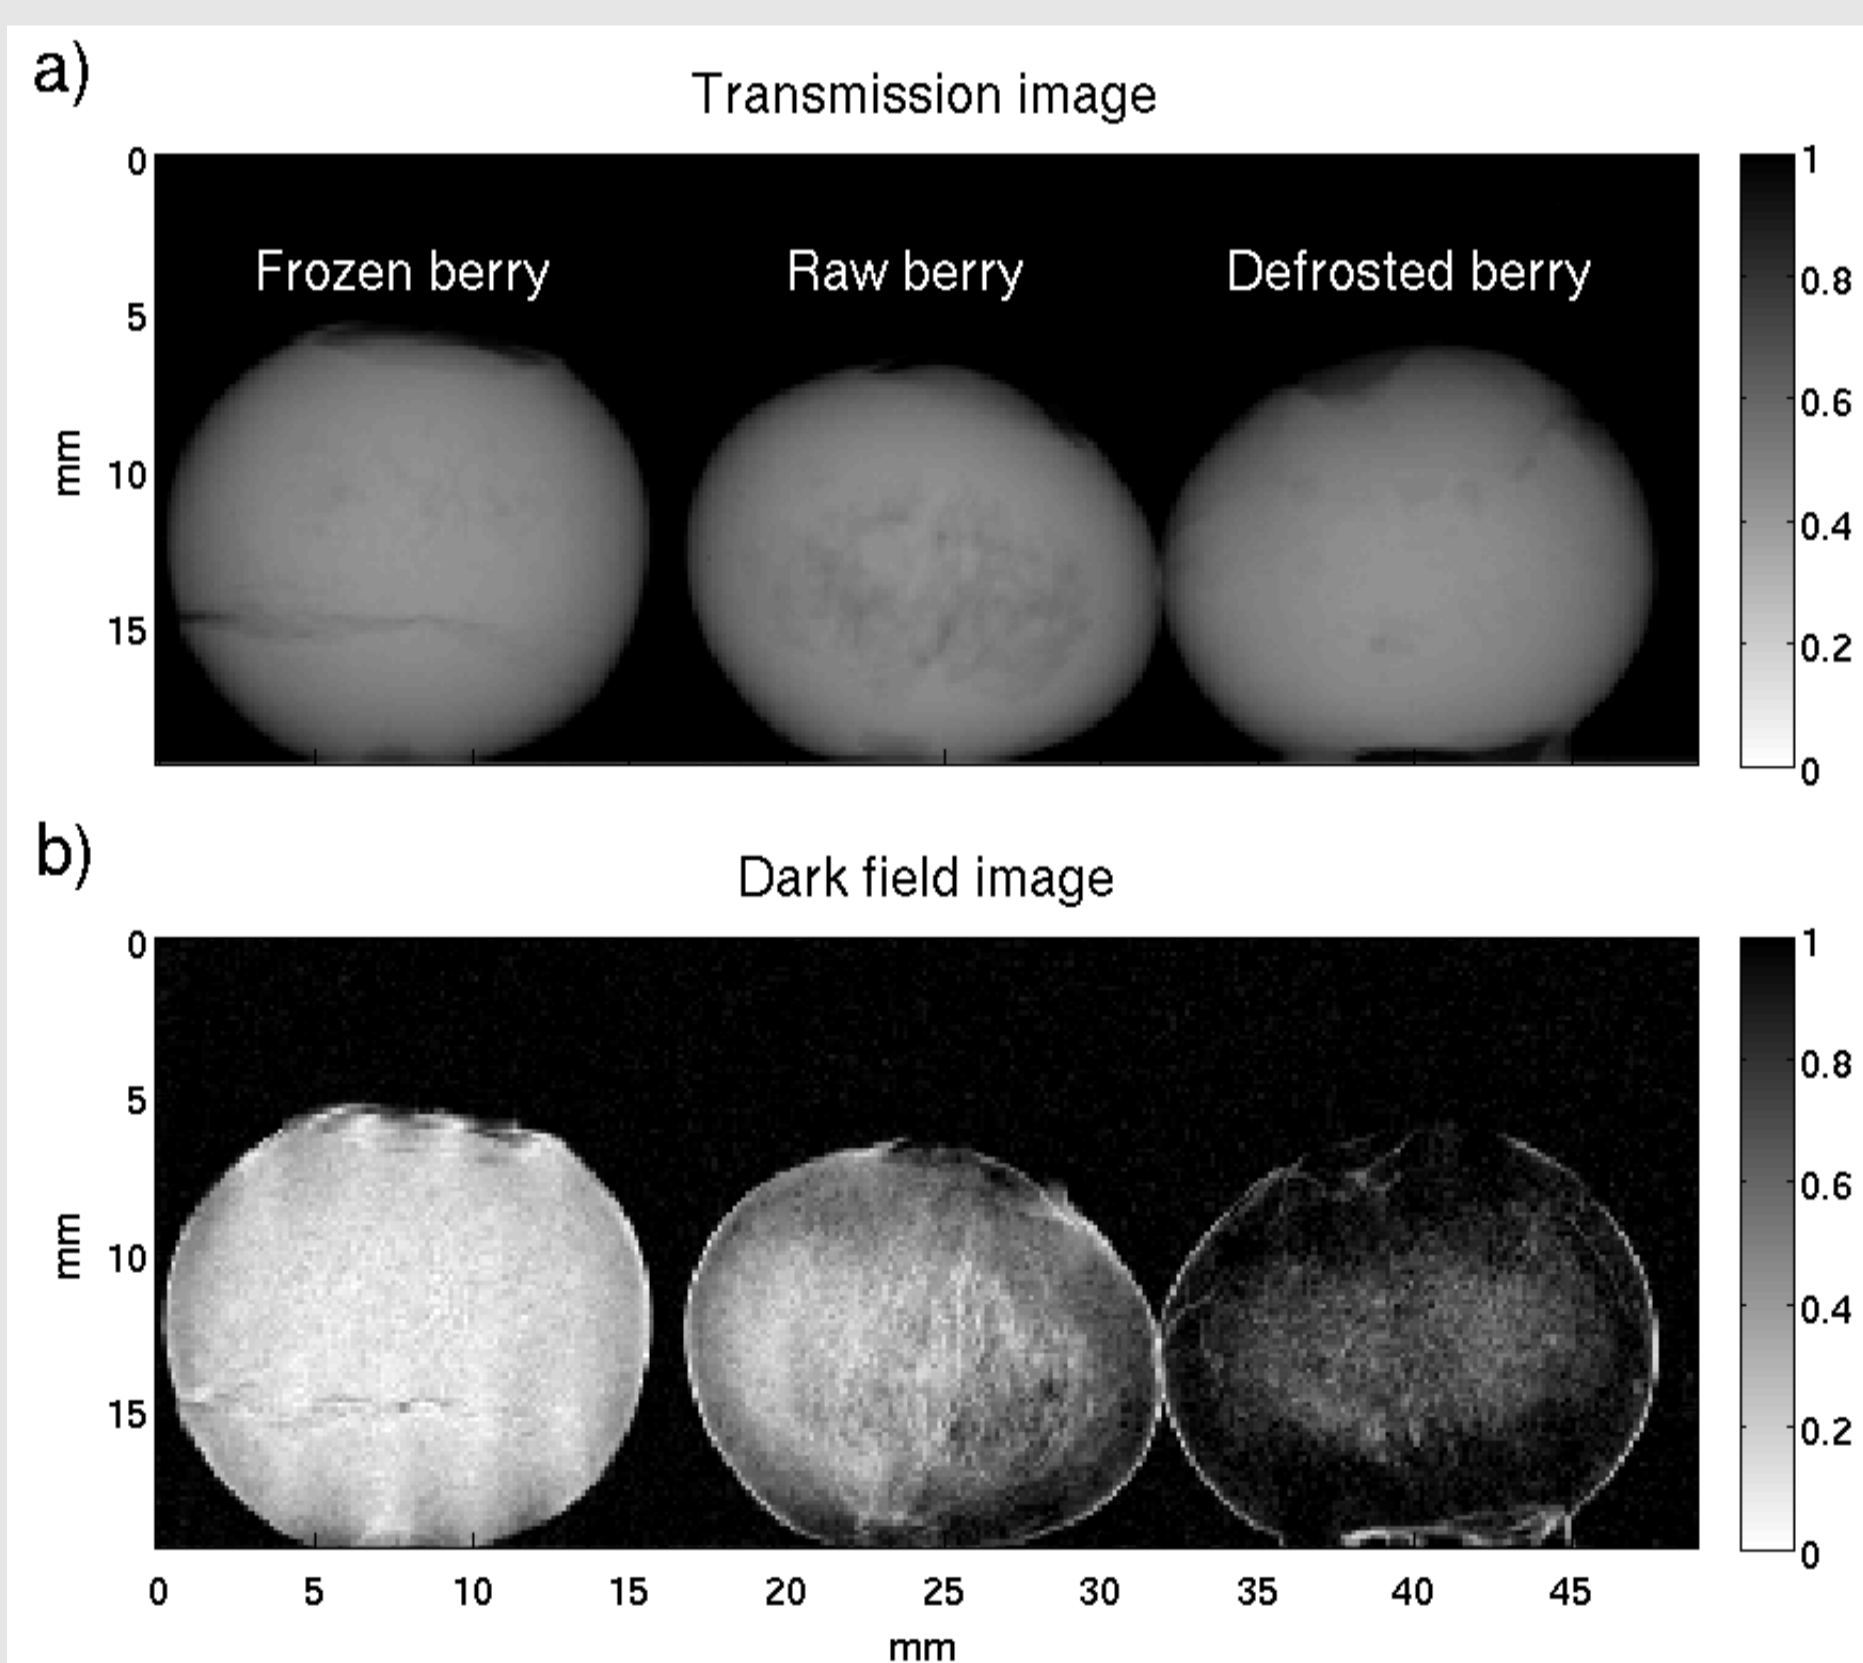 a)
Transmission image
0
5
10
15
mm
Frozen berry
Raw berry
Defrosted berry
1
0.8
0.6
0.4
0.2
0
b)
Dark field image
0
5
10
15
mm
1
0.8
0.6
0.4
0.2
0
0 5 10 15 20 25 30 35 40 45
mm